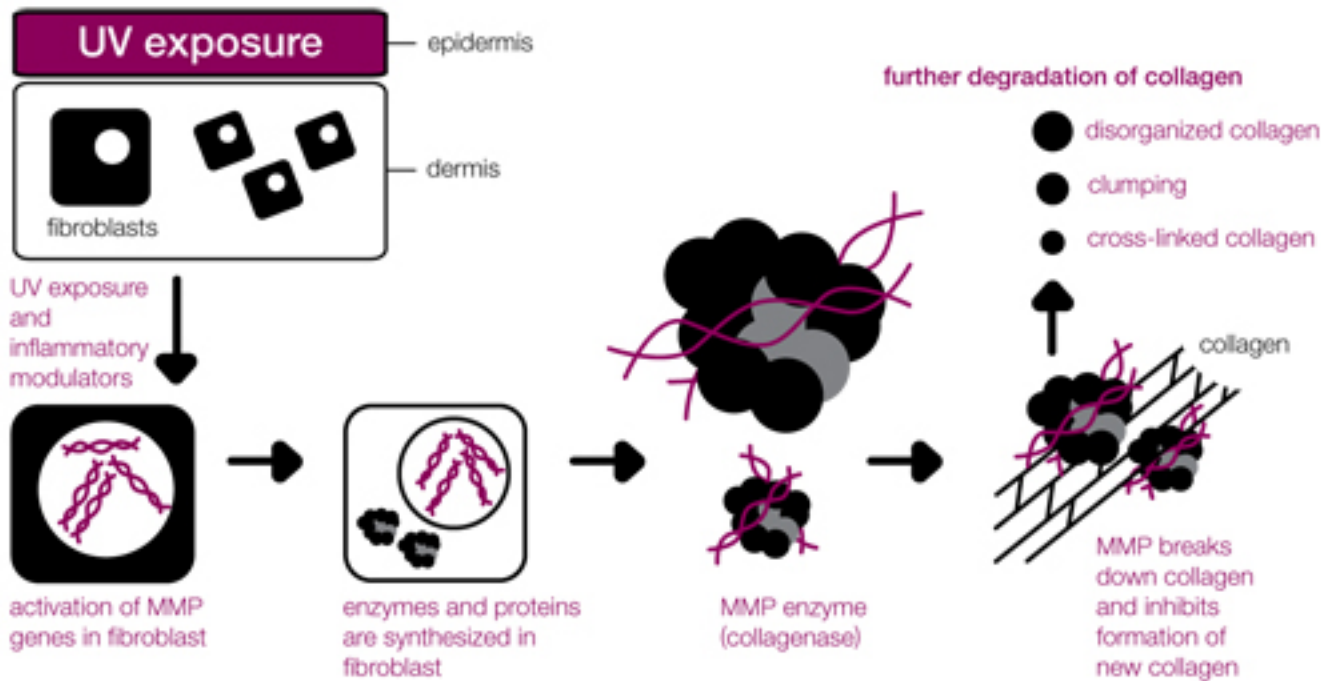 UV exposure
epidermis
fibroblasts
dermis
UV exposure
and
inflammatory
modulators
activation of MMP
genes in fibroblast
enzymes and proteins
are synthesized in
fibroblast
MMP enzyme
(collagenase)
collagen
MMP breaks
down collagen
and inhibits
formation of
new collagen
further degradation of collagen
disorganized collagen
clumping
cross-linked collagen